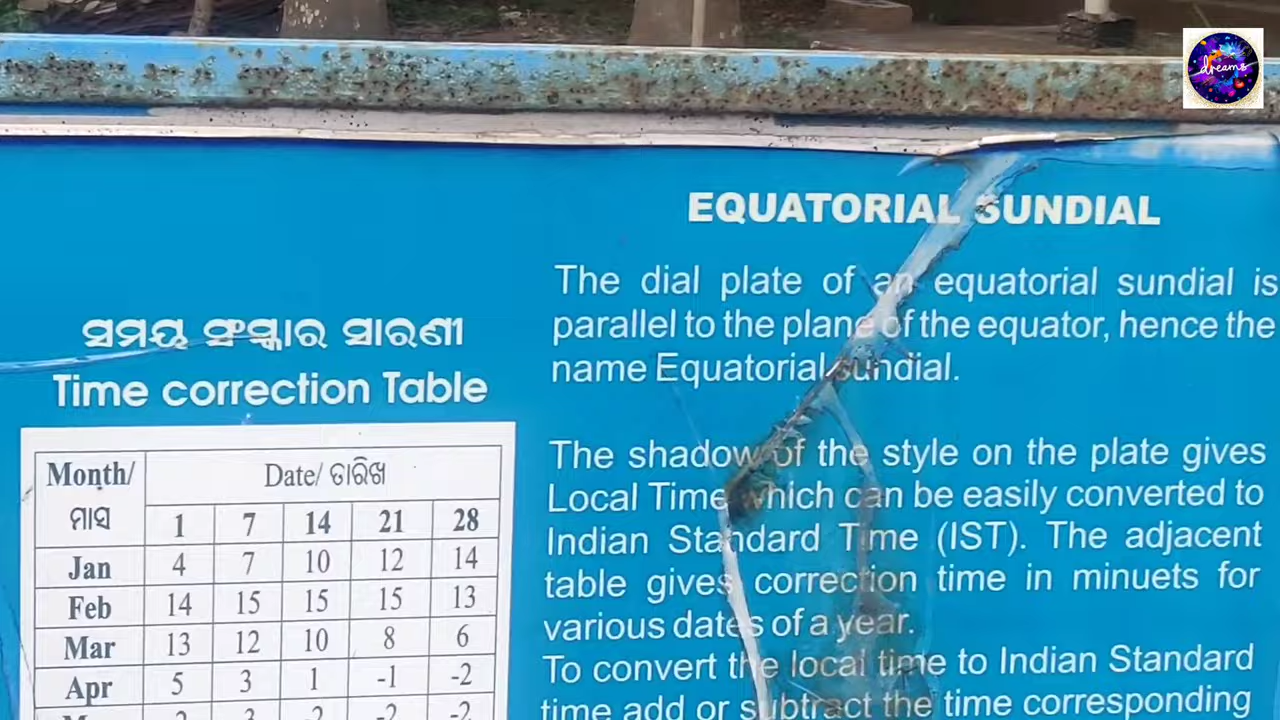 dreams
EQUATORIAL SUNDIAL
The dial plate of an equatorial sundial is
parallel to the plane of the equator, hence the
name Equatorial sundial.
The shadow of the style on the plate gives
Local Time which can be easily converted to
Indian Standard Time (IST). The adjacent
table gives correction time in minuets for
various dates of a year.
To convert the local time to Indian Standard
time add or subtract the time corresponding
ସମୟ ସଂସ୍କାର ସାରଣୀ
Time correction Table
Month/ Date/ ତାରିଖ
ମାସ 1 7 14 21 28
Jan 4 7 10 12 14
Feb 14 15 15 15 13
Mar 13 12 10 8 6
Apr 5 3 1 -1 -2
-2 -2 -2